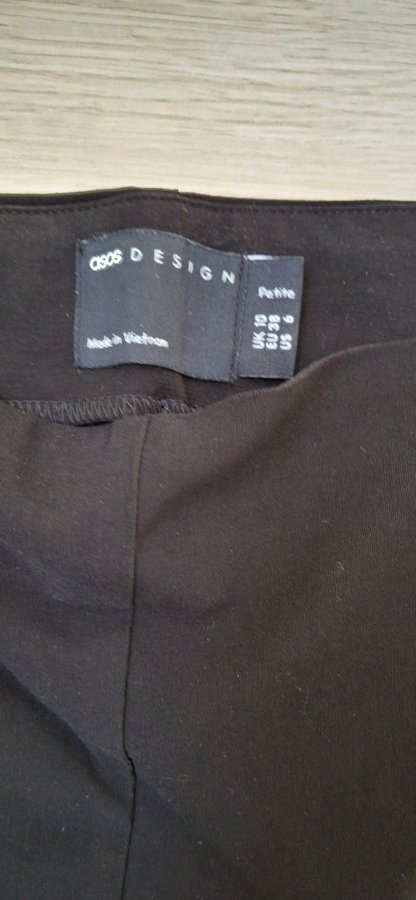 asos DESIGN
Made in Vietnam
Petite
UK 10
EU 38
US 6